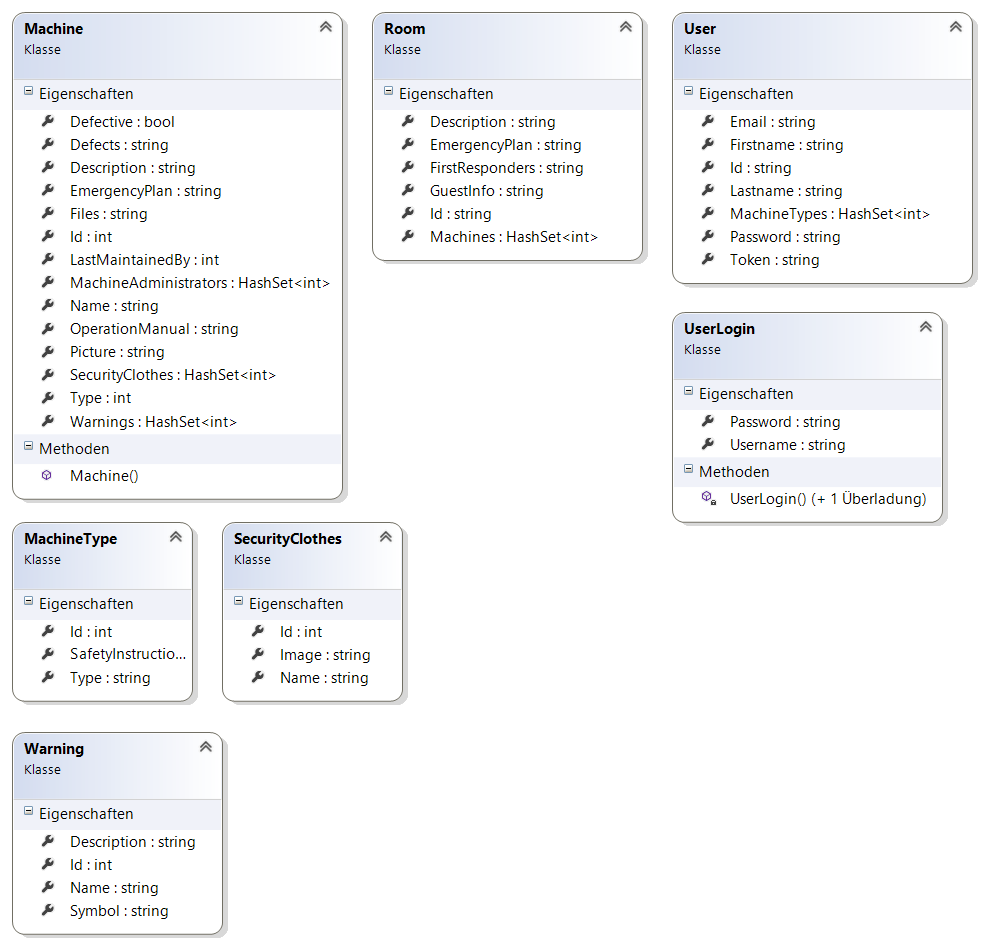 Machine
Klasse
Eigenschaften
Defective : bool
Defects : string
Description : string
EmergencyPlan : string
Files : string
Id : int
LastMaintainedBy : int
MachineAdministrators : HashSet<int>
Name : string
OperationManual : string
Picture : string
SecurityClothes : HashSet<int>
Type : int
Warnings : HashSet<int>
Methoden
Machine()
Room
Klasse
Eigenschaften
Description : string
EmergencyPlan : string
FirstResponders : string
GuestInfo : string
Id : string
Machines : HashSet<int>
User
Klasse
Eigenschaften
Email : string
Firstname : string
Id : string
Lastname : string
MachineTypes : HashSet<int>
Password : string
Token : string
UserLogin
Klasse
Eigenschaften
Password : string
Username : string
Methoden
UserLogin() (+ 1 Überladung)
MachineType
Klasse
Eigenschaften
Id : int
SafetyInstructio...
Type : string
SecurityClothes
Klasse
Eigenschaften
Id : int
Image : string
Name : string
Warning
Klasse
Eigenschaften
Description : string
Id : int
Name : string
Symbol : string